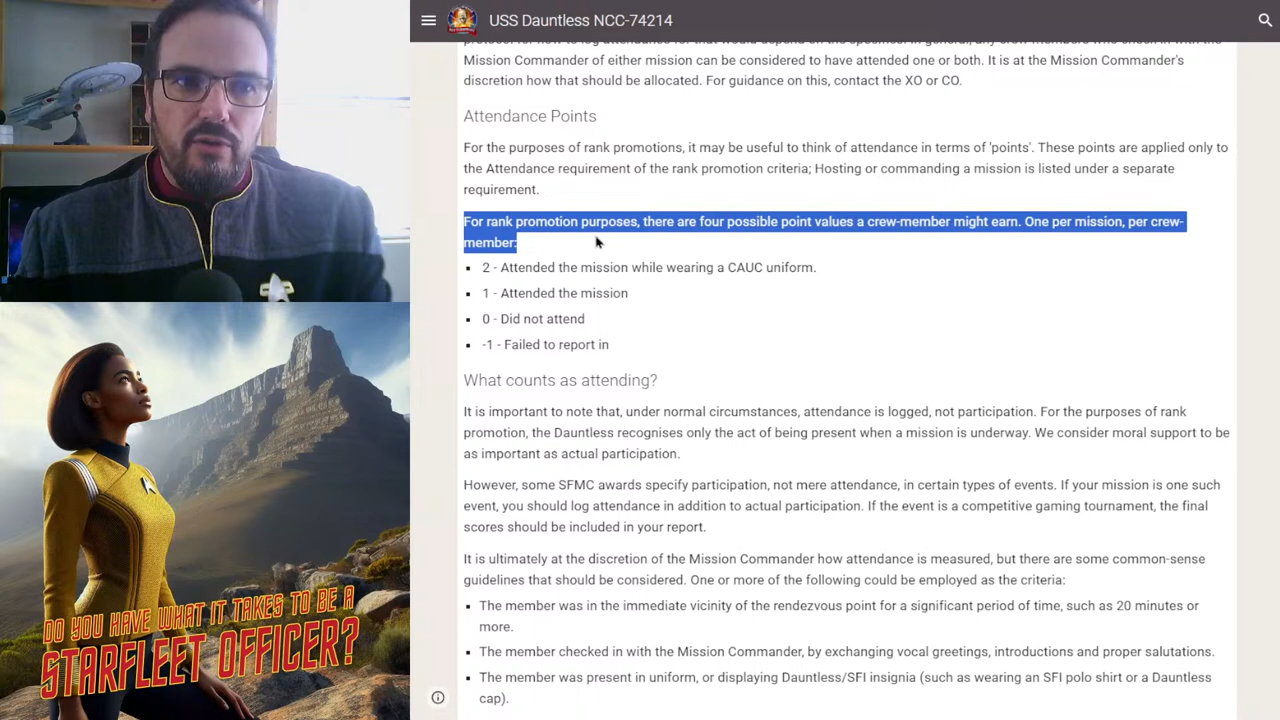 USS Dauntless NCC-74214
Mission Commander of either mission can be considered to have attended one or both. It is at the Mission Commander's
discretion how that should be allocated. For guidance on this, contact the XO or CO.
Attendance Points
For the purposes of rank promotions, it may be useful to think of attendance in terms of 'points'. These points are applied only to
the Attendance requirement of the rank promotion criteria; Hosting or commanding a mission is listed under a separate
requirement.
For rank promotion purposes, there are four possible point values a crew-member might earn. One per mission, per crew-
member:
2 - Attended the mission while wearing a CAUC uniform.
1 - Attended the mission
0 - Did not attend
-1 - Failed to report in
What counts as attending?
It is important to note that, under normal circumstances, attendance is logged, not participation. For the purposes of rank
promotion, the Dauntless recognises only the act of being present when a mission is underway. We consider moral support to be
as important as actual participation.
However, some SFMC awards specify participation, not mere attendance, in certain types of events. If your mission is one such
event, you should log attendance in addition to actual participation. If the event is a competitive gaming tournament, the final
scores should be included in your report.
It is ultimately at the discretion of the Mission Commander how attendance is measured, but there are some common-sense
guidelines that should be considered. One or more of the following could be employed as the criteria:
The member was in the immediate vicinity of the rendezvous point for a significant period of time, such as 20 minutes or
more.
The member checked in with the Mission Commander, by exchanging vocal greetings, introductions and proper salutations.
The member was present in uniform, or displaying Dauntless/SFI insignia (such as wearing an SFI polo shirt or a Dauntless
cap).
DO YOU HAVE WHAT IT TAKES TO BE A
STARFLEET OFFICER?